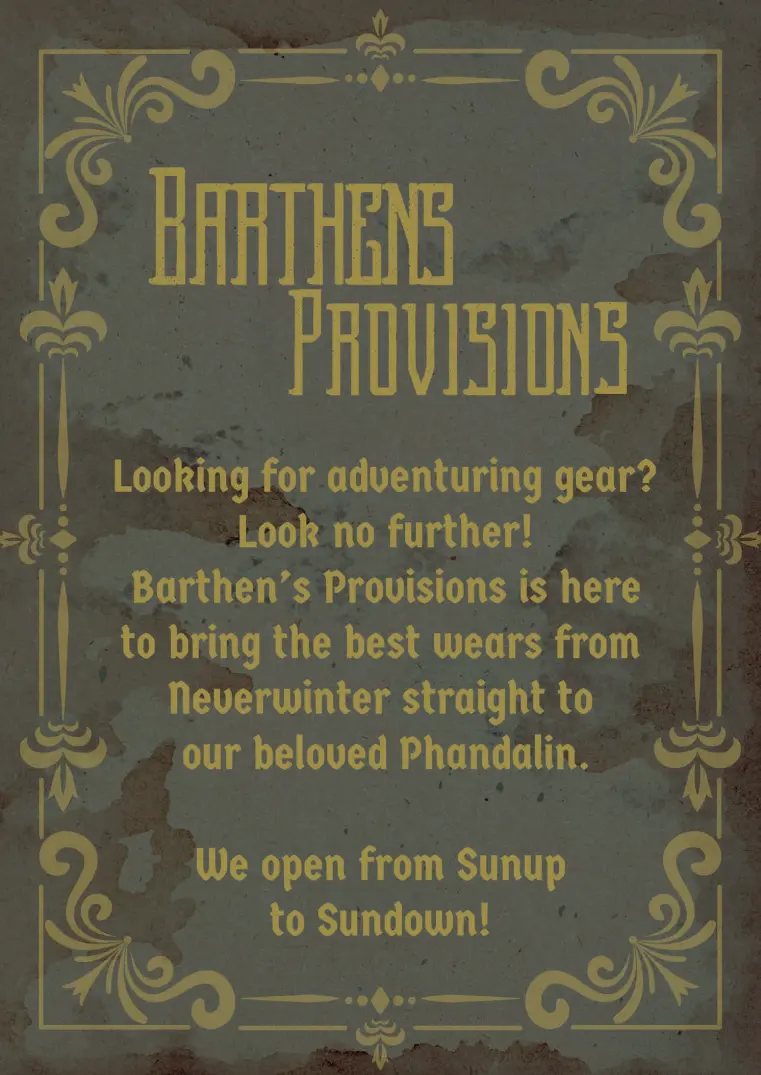 Barthens
Provisions
Looking for adventuring gear?
Look no further!
Barthen's Provisions is here
to bring the best wears from
Neverwinter straight to
our beloved Phandalin.
We open from Sunup
to Sundown!